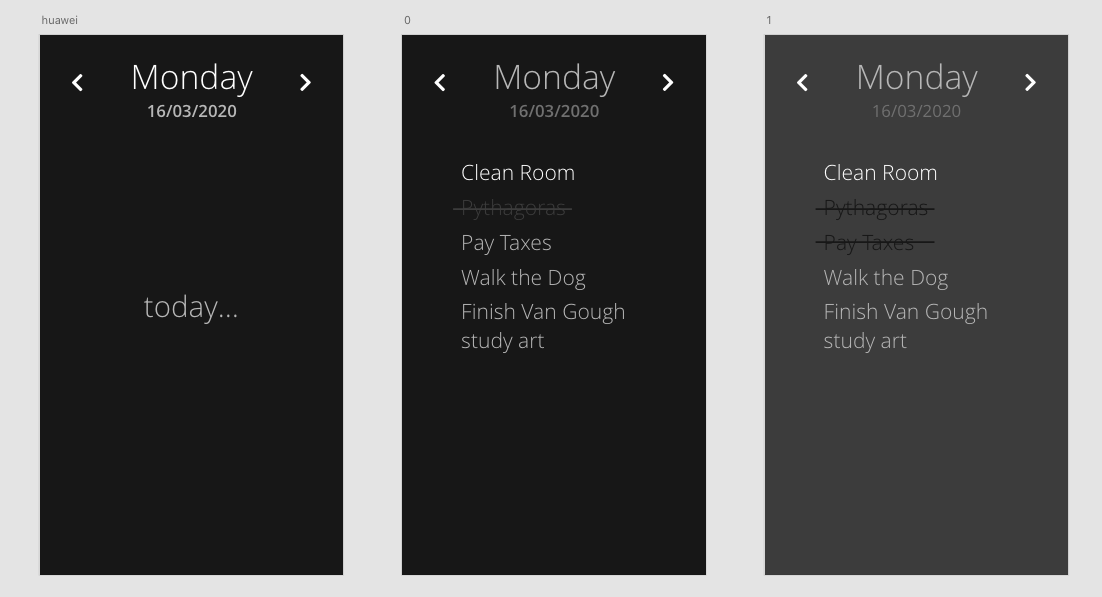 huawei
Monday
16/03/2020
today...
0
Monday
16/03/2020
Clean Room
Pythagoras
Pay Taxes
Walk the Dog
Finish Van Gough
study art
1
Monday
16/03/2020
Clean Room
Pythagoras
Pay Taxes
Walk the Dog
Finish Van Gough
study art